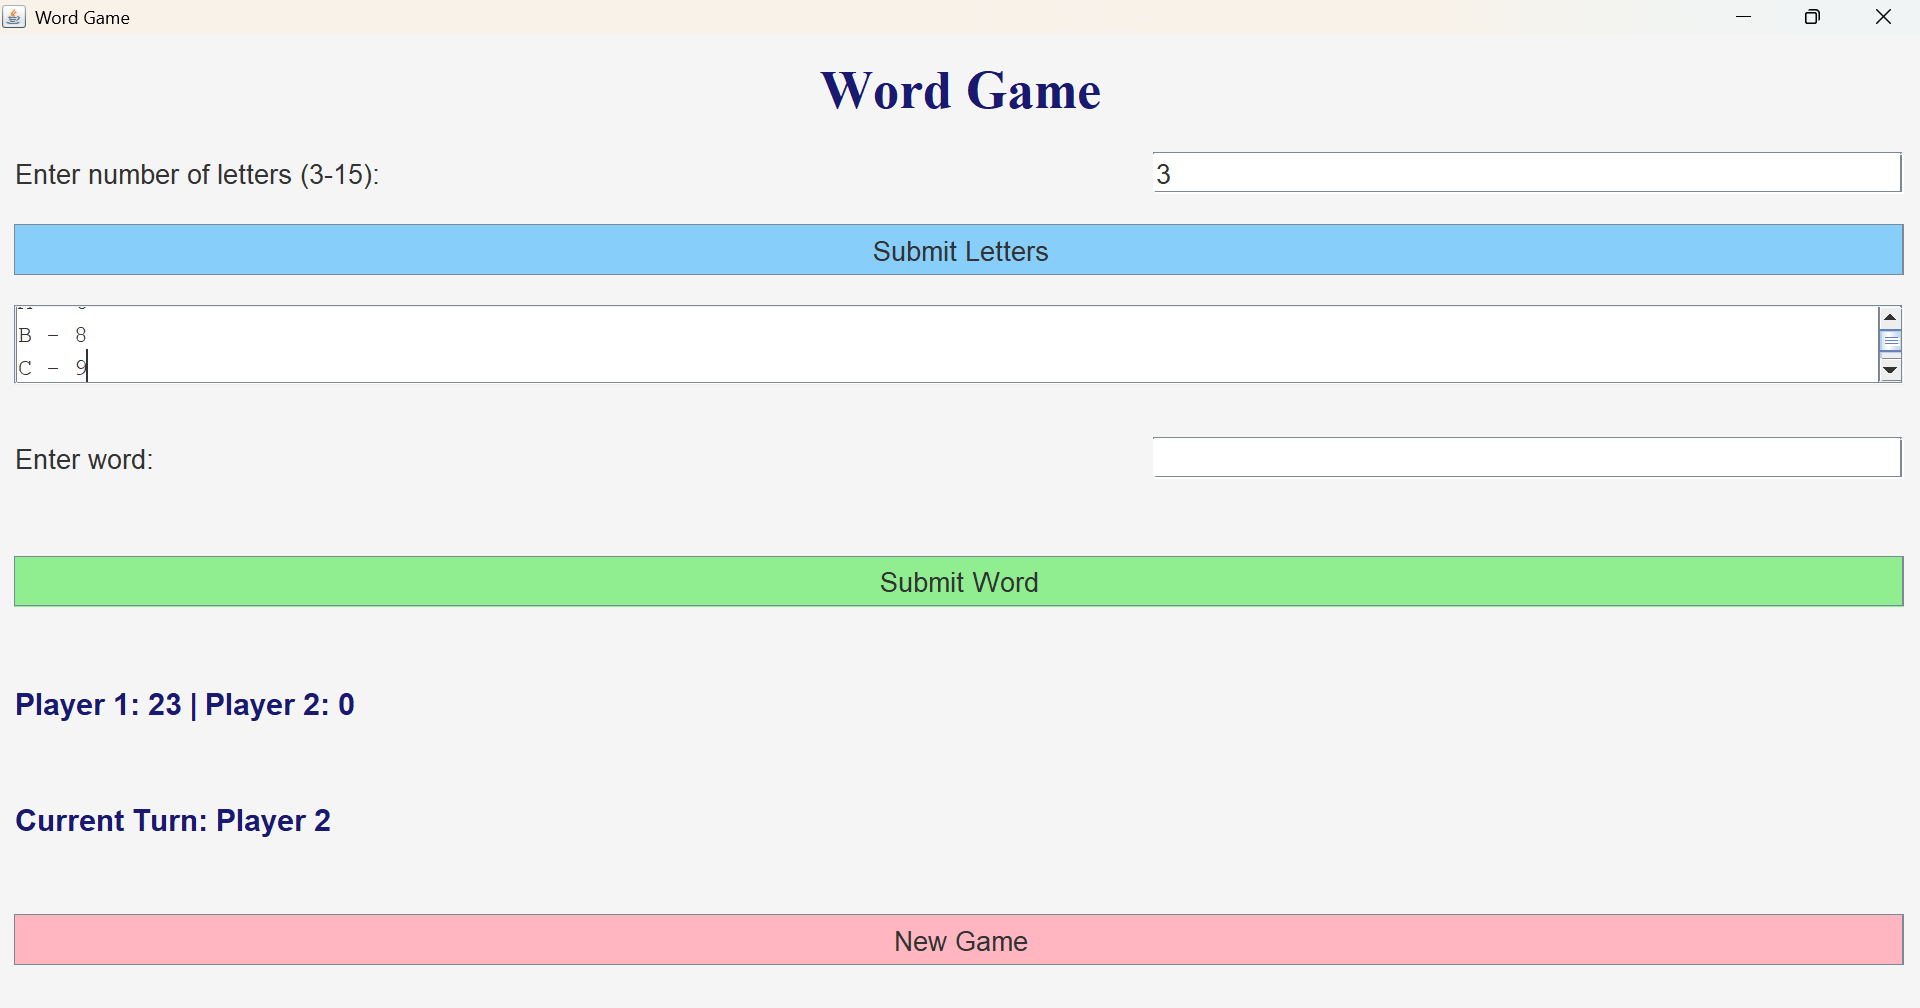 Word Game
Word Game
Enter number of letters (3-15):
3
Submit Letters
B - 8
C - 9
Enter word:
Submit Word
Player 1: 23 | Player 2: 0
Current Turn: Player 2
New Game